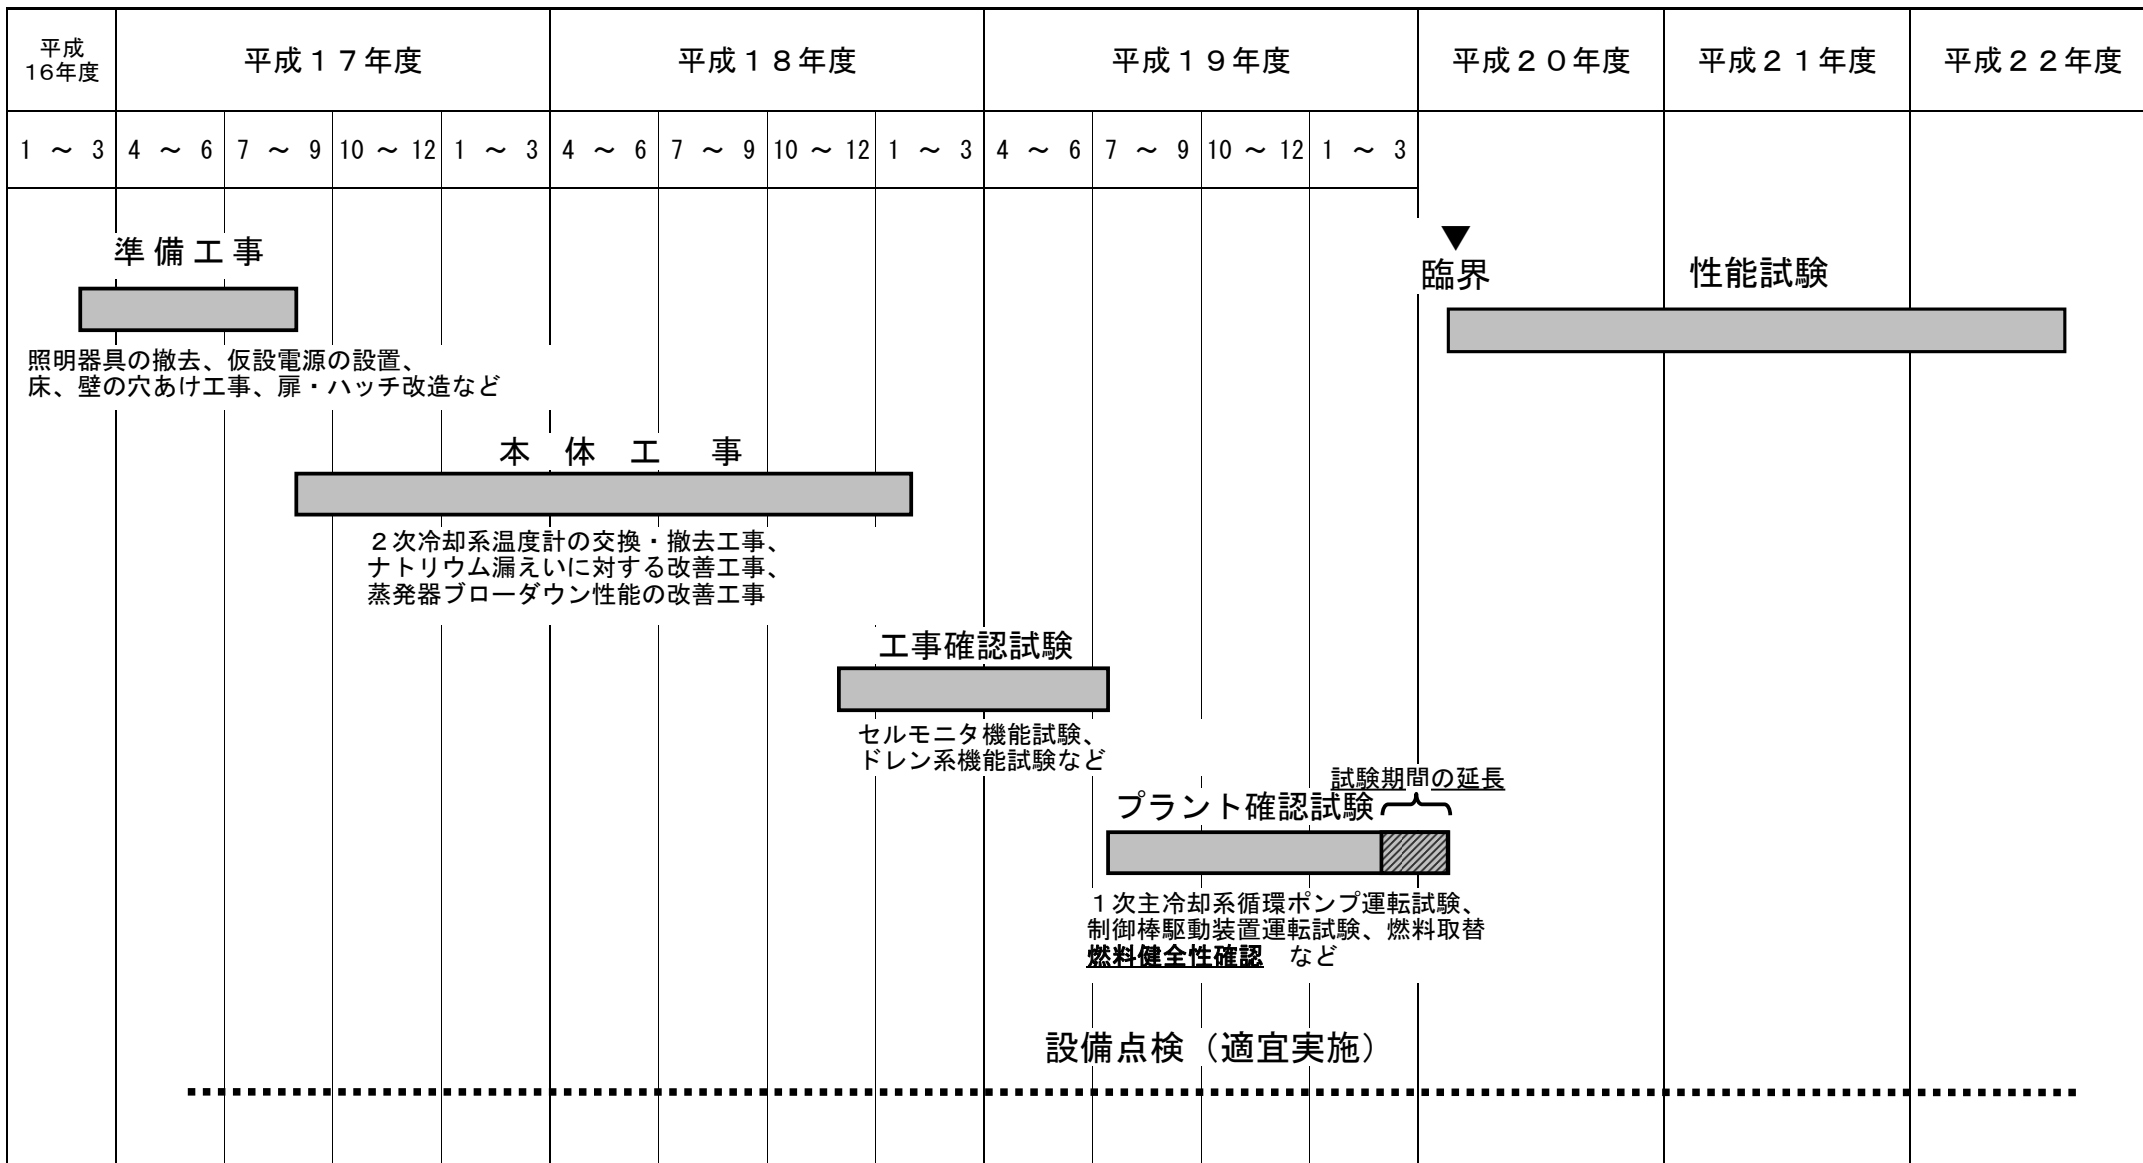 平成
16年度
平成１７年度
平成１８年度
平成１９年度
平成２０年度
平成２１年度
平成２２年度
1 ～ 3
4 ～ 6
7 ～ 9
10 ～ 12
1 ～ 3
4 ～ 6
7 ～ 9
10 ～ 12
1 ～ 3
4 ～ 6
7 ～ 9
10 ～ 12
1 ～ 3
準備工事
▼
臨界
性能試験
照明器具の撤去、仮設電源の設置、
床、壁の穴あけ工事、扉・ハッチ改造など
本体工事
２次冷却系温度計の交換・撤去工事、
ナトリウム漏えいに対する改善工事、
蒸発器ブローダウン性能の改善工事
工事確認試験
セルモニタ機能試験、
ドレン系機能試験など
試験期間の延長
プラント確認試験
１次主冷却系循環ポンプ運転試験、
制御棒駆動装置運転試験、燃料取替
燃料健全性確認　など
設備点検（適宜実施）